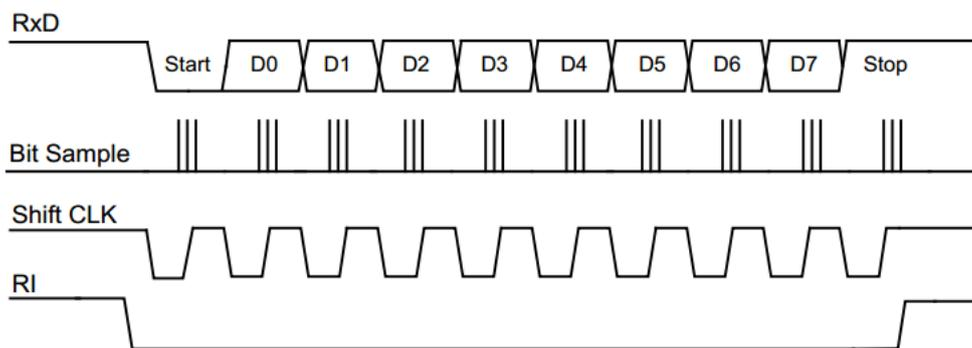 RxD
Start D0 D1 D2 D3 D4 D5 D6 D7 Stop
Bit Sample
Shift CLK
RI